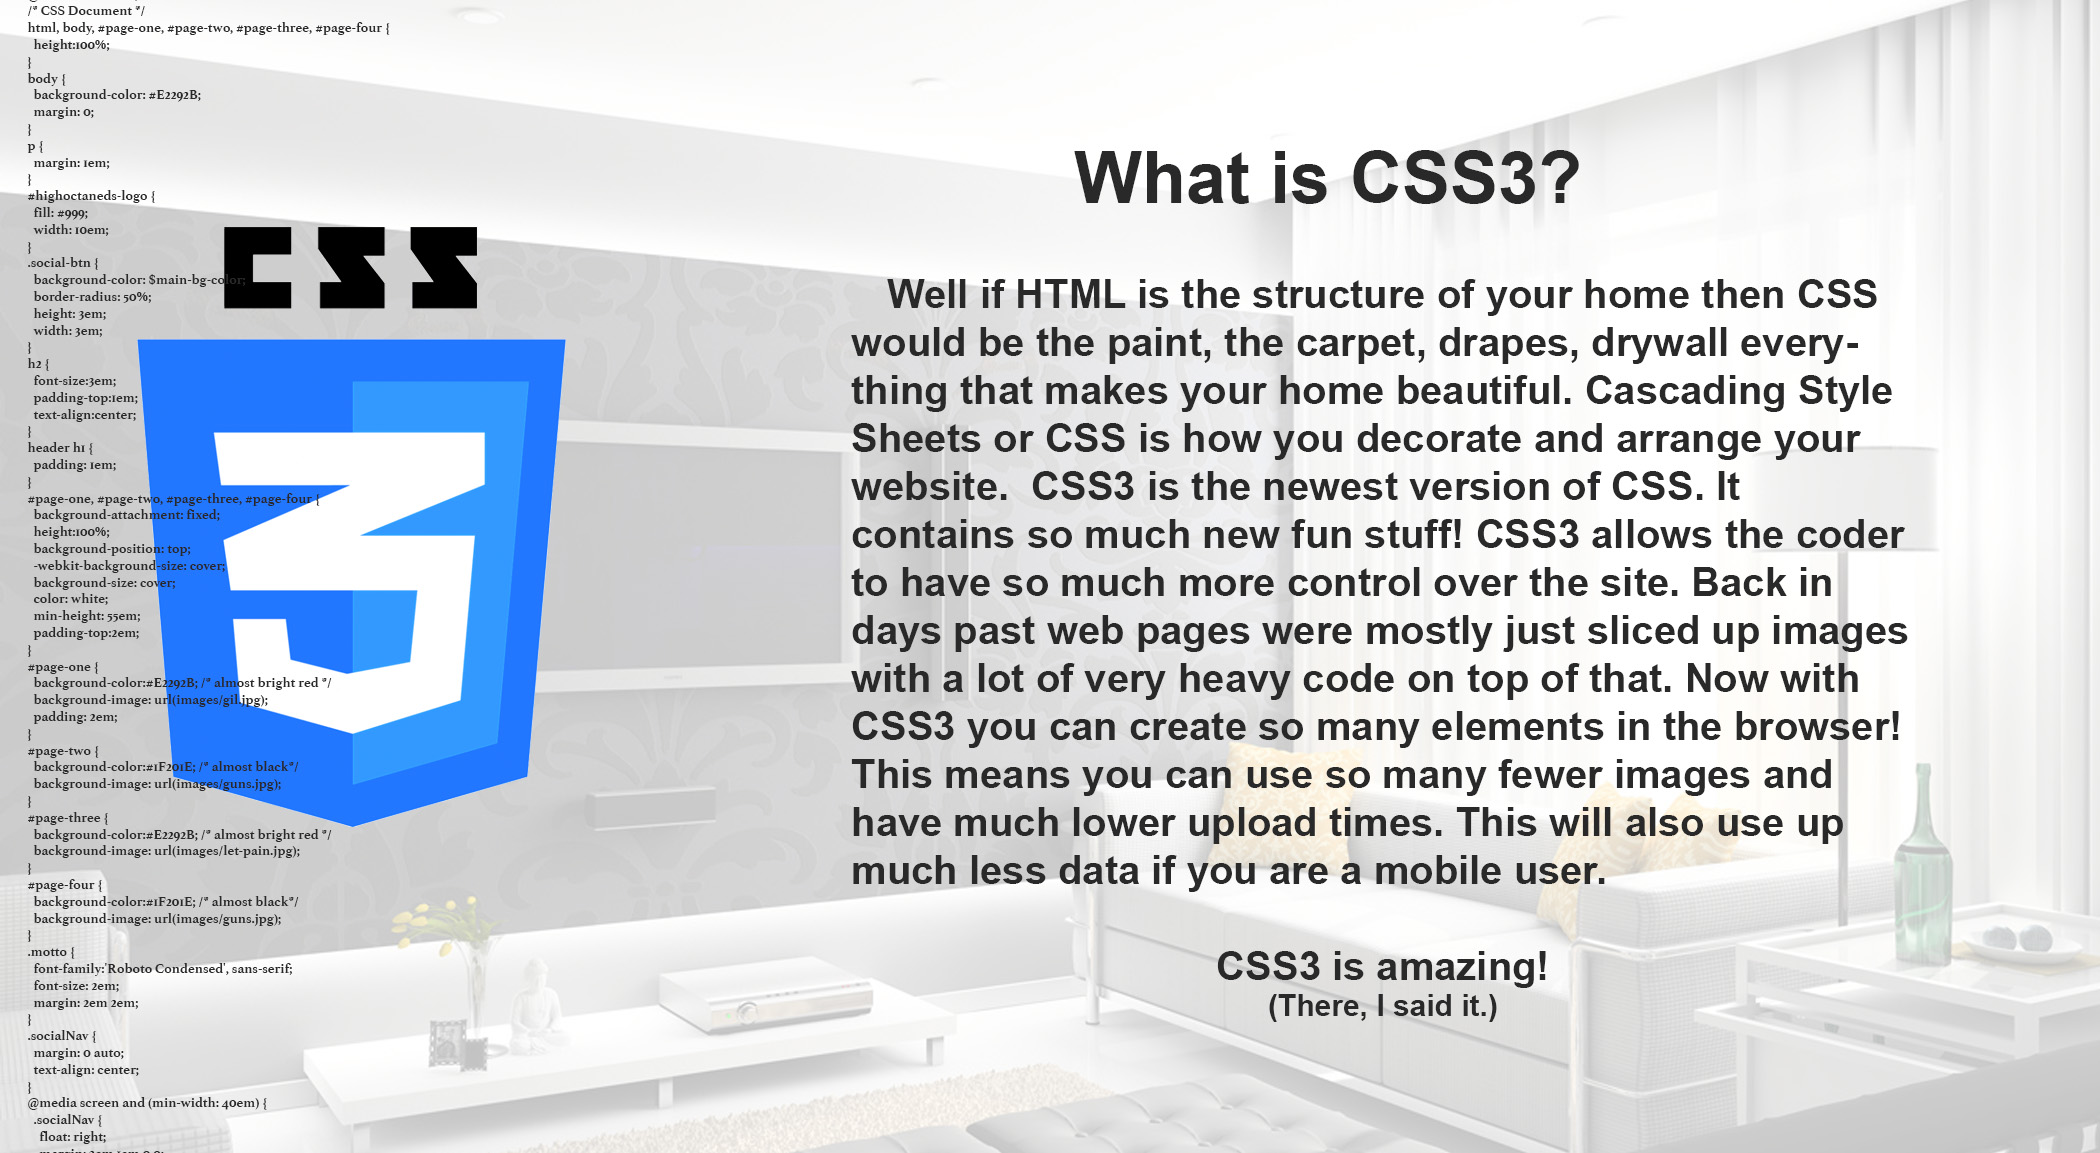 /* CSS Document */
html, body, #page-one, #page-two, #page-three, #page-four {
height:100%;
}
body {
background-color: #E2292B;
margin: 0;
}
p {
margin: 1em;
}
#highoctaneds-logo {
fill: #999;
width: 10em;
}
.social-btn {
background-color: $main-bg-color;
border-radius: 50%;
height: 3em;
width: 3em;
}
h2 {
font-size:3em;
padding-top:1em;
text-align:center;
}
header h1 {
padding: 1em;
}
#page-one, #page-two, #page-three, #page-four {
background-attachment: fixed;
height:100%;
background-position: top;
-webkit-background-size: cover;
background-size: cover;
color: white;
min-height: 55em;
padding-top:2em;
}
#page-one {
background-color:#E2292B; /* almost bright red */
background-image: url(images/gil.jpg);
padding: 2em;
}
#page-two {
background-color:#1F201E; /* almost black*/
background-image: url(images/guns.jpg);
}
#page-three {
background-color:#E2292B; /* almost bright red */
background-image: url(images/let-pain.jpg);
}
#page-four {
background-color:#1F201E; /* almost black*/
background-image: url(images/guns.jpg);
}
.motto {
font-family:'Roboto Condensed', sans-serif;
font-size: 2em;
margin: 2em 2em;
}
.socialNav {
margin: 0 auto;
text-align: center;
}
@media screen and (min-width: 40em) {
.socialNav {
float: right;
CSS
3
What is CSS3?
Well if HTML is the structure of your home then CSS
would be the paint, the carpet, drapes, drywall every-
thing that makes your home beautiful. Cascading Style
Sheets or CSS is how you decorate and arrange your
website.  CSS3 is the newest version of CSS. It
contains so much new fun stuff! CSS3 allows the coder
to have so much more control over the site. Back in
days past web pages were mostly just sliced up images
with a lot of very heavy code on top of that. Now with
CSS3 you can create so many elements in the browser!
This means you can use so many fewer images and
have much lower upload times. This will also use up
much less data if you are a mobile user.
CSS3 is amazing!
(There, I said it.)